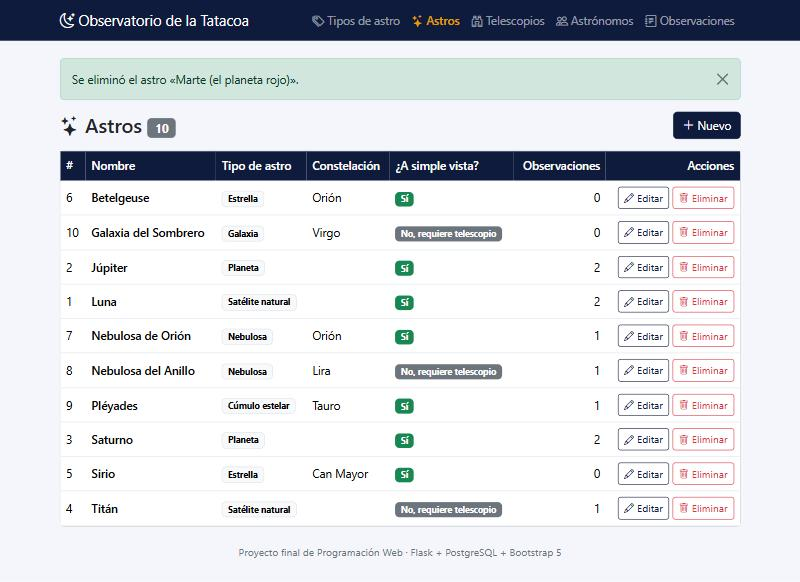 Observatorio de la Tatacoa Tipos de astro Astros Telescopios Astrónomos Observaciones
Se eliminó el astro «Marte (el planeta rojo)».
Astros 10 + Nuevo
# Nombre Tipo de astro Constelación ¿A simple vista? Observaciones Acciones
6 Betelgeuse Estrella Orión Sí 0 Editar Eliminar
10 Galaxia del Sombrero Galaxia Virgo No, requiere telescopio 0 Editar Eliminar
2 Júpiter Planeta Sí 2 Editar Eliminar
1 Luna Satélite natural Sí 2 Editar Eliminar
7 Nebulosa de Orión Nebulosa Orión Sí 1 Editar Eliminar
8 Nebulosa del Anillo Nebulosa Lira No, requiere telescopio 1 Editar Eliminar
9 Pléyades Cúmulo estelar Tauro Sí 1 Editar Eliminar
3 Saturno Planeta Sí 2 Editar Eliminar
5 Sirio Estrella Can Mayor Sí 0 Editar Eliminar
4 Titán Satélite natural No, requiere telescopio 1 Editar Eliminar
Proyecto final de Programación Web · Flask + PostgreSQL + Bootstrap 5